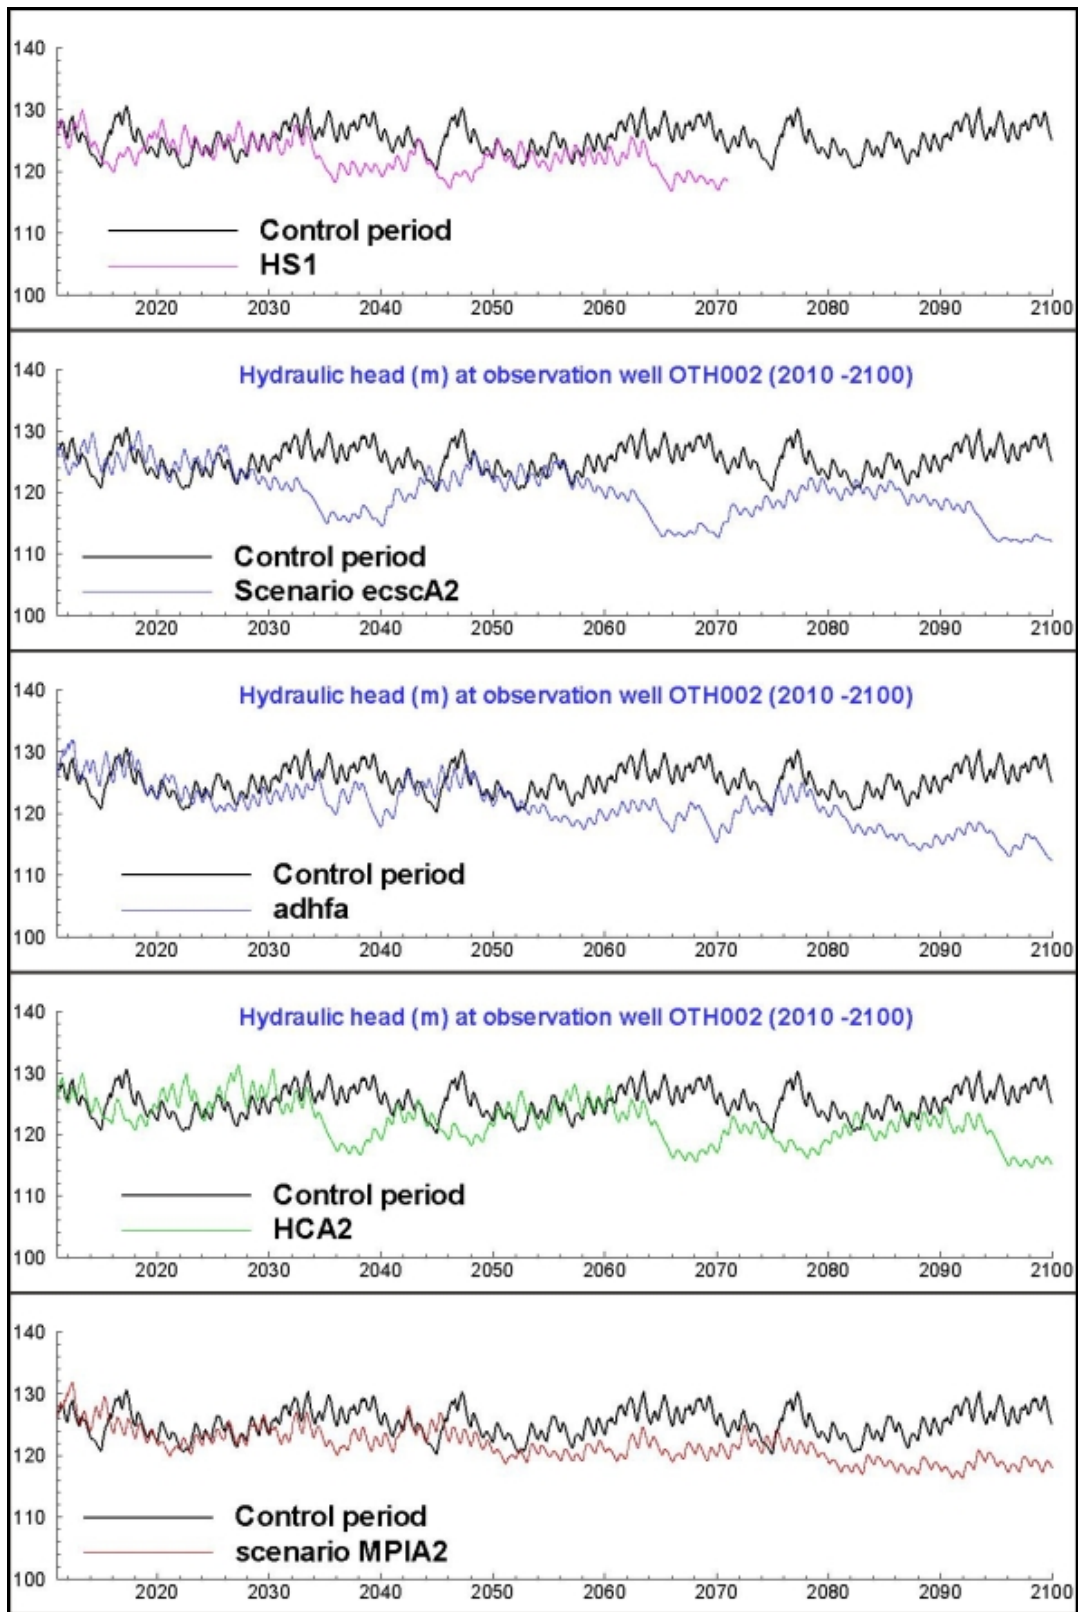 140
130
120
110
100
Control period
HS1
2020 2030 2040 2050 2060 2070 2080 2090 2100
Hydraulic head (m) at observation well OTH002 (2010 -2100)
140
130
120
110
100
Control period
Scenario ecscA2
2020 2030 2040 2050 2060 2070 2080 2090 2100
Hydraulic head (m) at observation well OTH002 (2010 -2100)
140
130
120
110
100
Control period
adhfa
2020 2030 2040 2050 2060 2070 2080 2090 2100
Hydraulic head (m) at observation well OTH002 (2010 -2100)
140
130
120
110
100
Control period
HCA2
2020 2030 2040 2050 2060 2070 2080 2090 2100
140
130
120
110
100
Control period
scenario MPIA2
2020 2030 2040 2050 2060 2070 2080 2090 2100